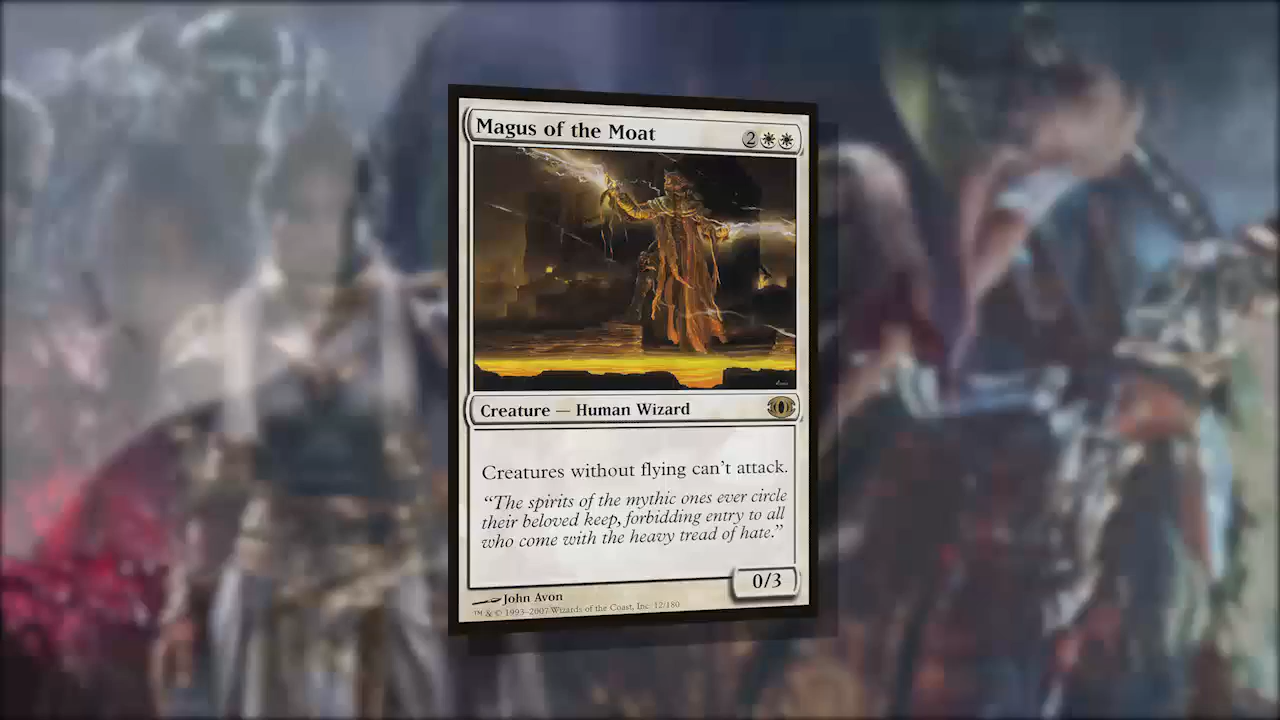 Magus of the Moat 2
Creature — Human Wizard
Creatures without flying can't attack.
“The spirits of the mythic ones ever circle
their beloved keep, forbidding entry to all
who come with the heavy tread of hate.”
0/3
John Avon
™ & © 1993–2007 Wizards of the Coast, Inc. 12/180